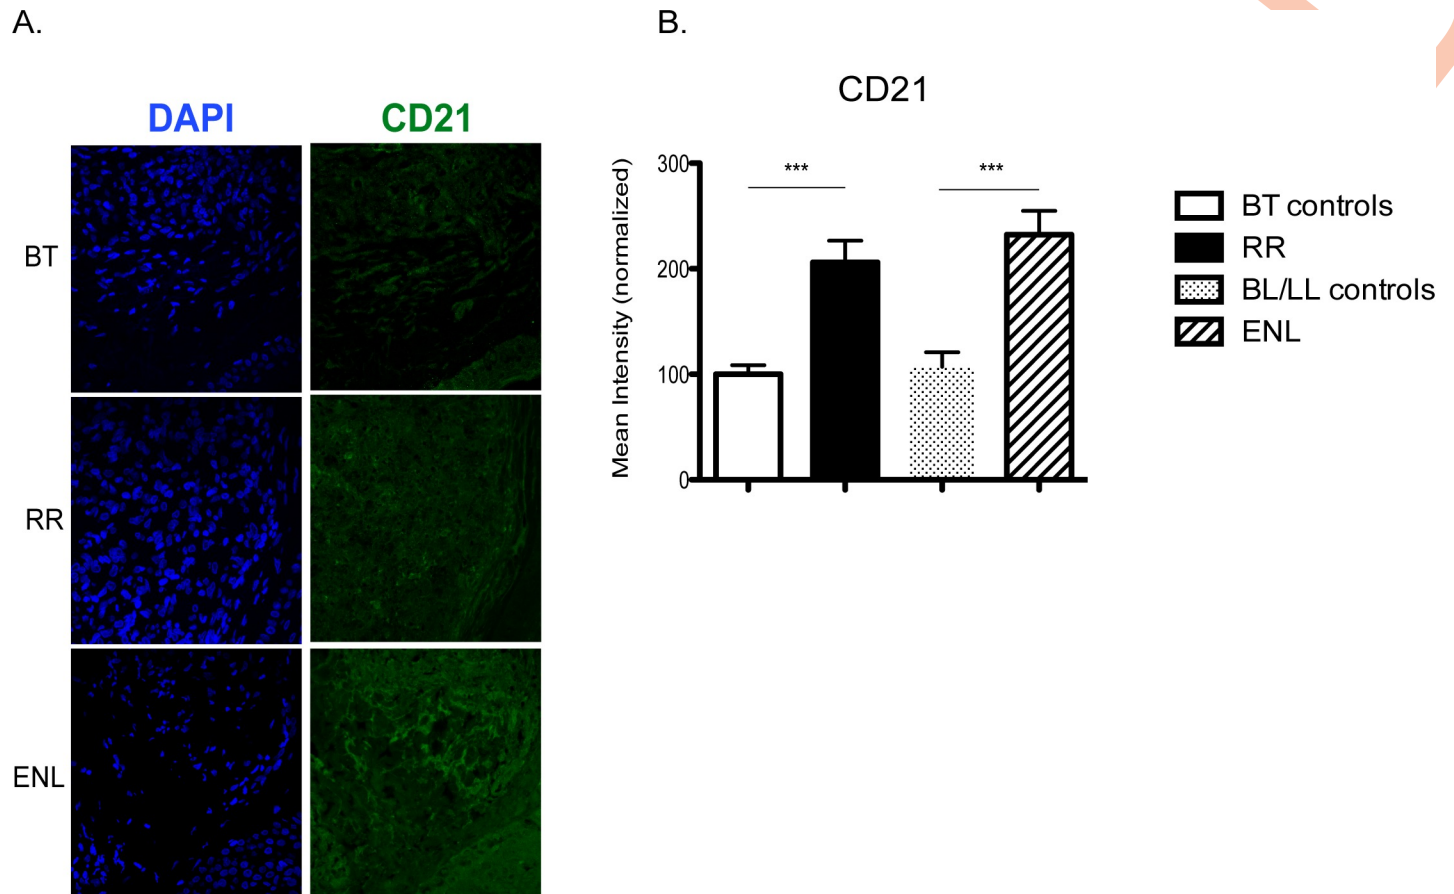 A.
B.
DAPI
CD21
BT
RR
ENL
CD21
Mean Intensity (normalized)
300
200
100
0
***
***
BT controls
RR
BL/LL controls
ENL